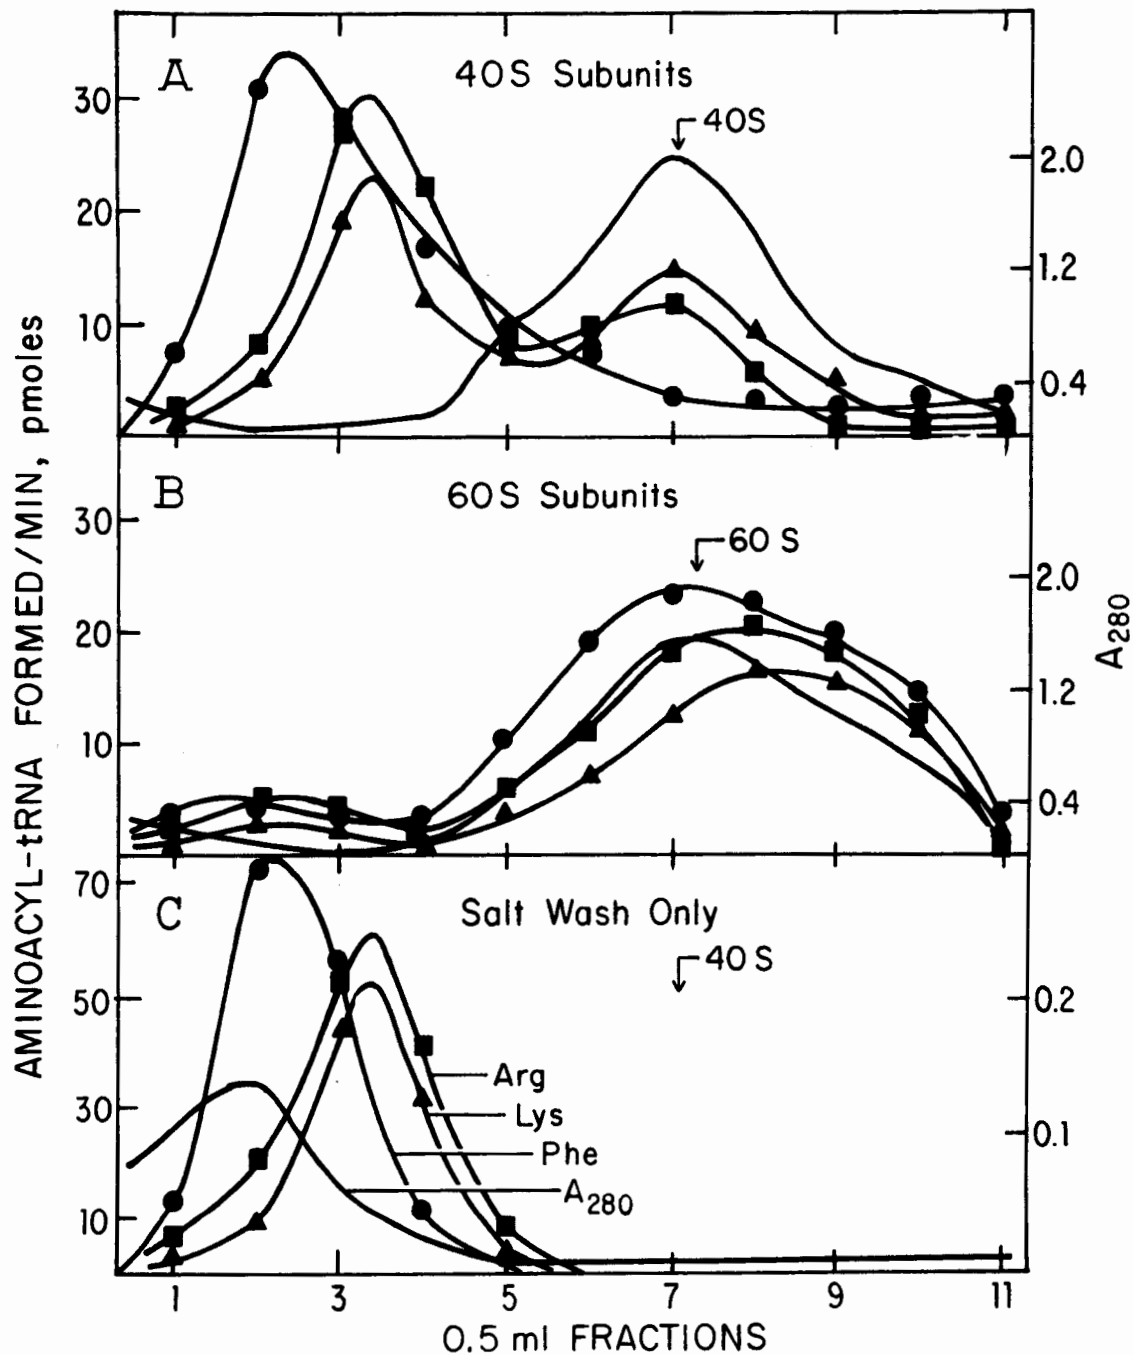 A
40S Subunits
40S
30
20
10
2.0
1.2
0.4
B
60S Subunits
60 S
30
20
10
2.0
1.2
0.4
C
Salt Wash Only
40 S
70
50
30
10
0.2
0.1
Arg
Lys
Phe
A280
1 3 5 7 9 11
0.5 ml FRACTIONS
AMINOACYL-tRNA FORMED/MIN, pmoles
A280